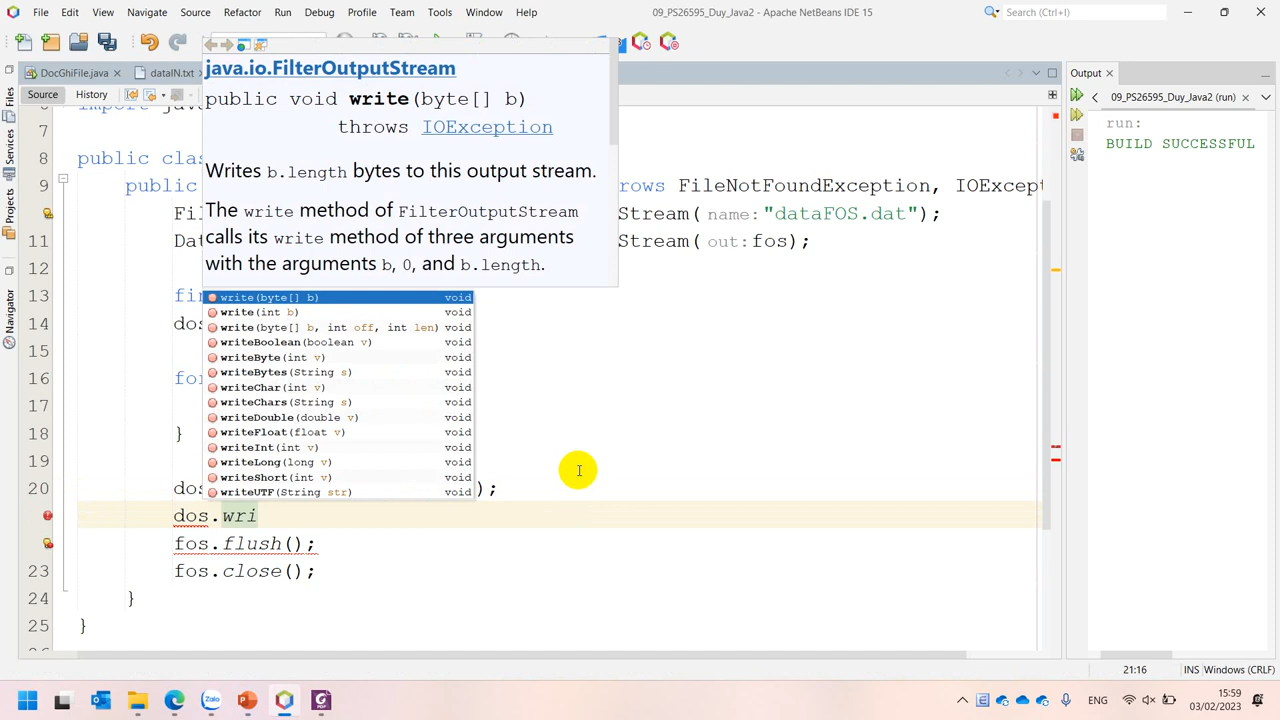 File Edit View Navigate Source Refactor Run Debug Profile Team Tools Window Help 09_PS26595_Duy_Java2 - Apache NetBeans IDE 15 Search (Ctrl+I)
DocGhiFile.java dataIN.txt Output
Source History
09_PS26595_Duy_Java2 (run)
run:
BUILD SUCCESSFUL
Files
Services
Projects
Navigator
java.io.FilterOutputStream
public void write(byte[] b)
throws IOException
Writes b.length bytes to this output stream.
The write method of FilterOutputStream
calls its write method of three arguments
with the arguments b, 0, and b.length.
write(byte[] b) void
write(int b) void
write(byte[] b, int off, int len) void
writeBoolean(boolean v) void
writeByte(int v) void
writeBytes(String s) void
writeChar(int v) void
writeChars(String s) void
writeDouble(double v) void
writeFloat(float v) void
writeInt(int v) void
writeLong(long v) void
writeShort(int v) void
writeUTF(String str) void
7
8 public clas
9 public rows FileNotFoundException, IOExcept
Fil Stream( name:"dataFOS.dat");
11 Dat Stream( out:fos);
12
13 fin
14 dos
15
16 for
17
18 }
19
20 dos );
dos.wri
fos.flush();
23 fos.close();
24 }
25 }
21:16 INS Windows (CRLF)
Zalo
PDF
ENG
15:59
03/02/2023